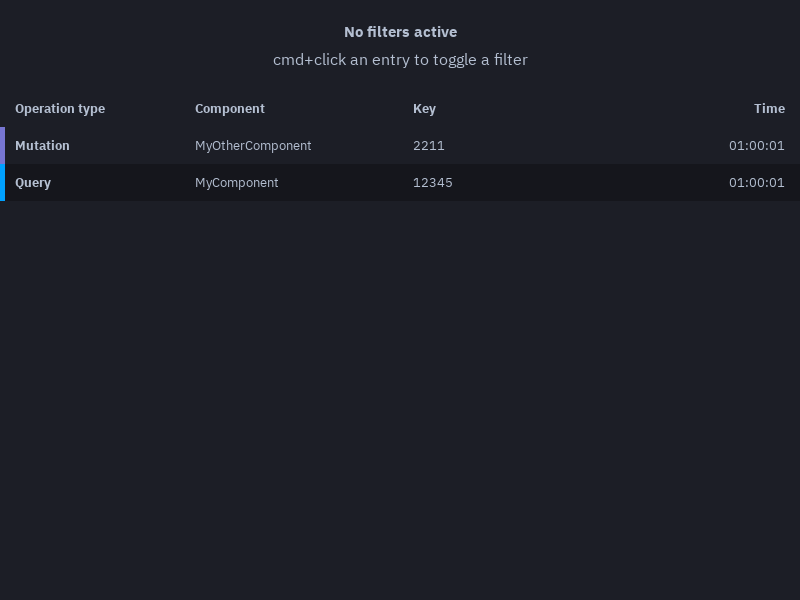 No filters active
cmd+click an entry to toggle a filter
Operation type Component Key Time
Mutation MyOtherComponent 2211 01:00:01
Query MyComponent 12345 01:00:01